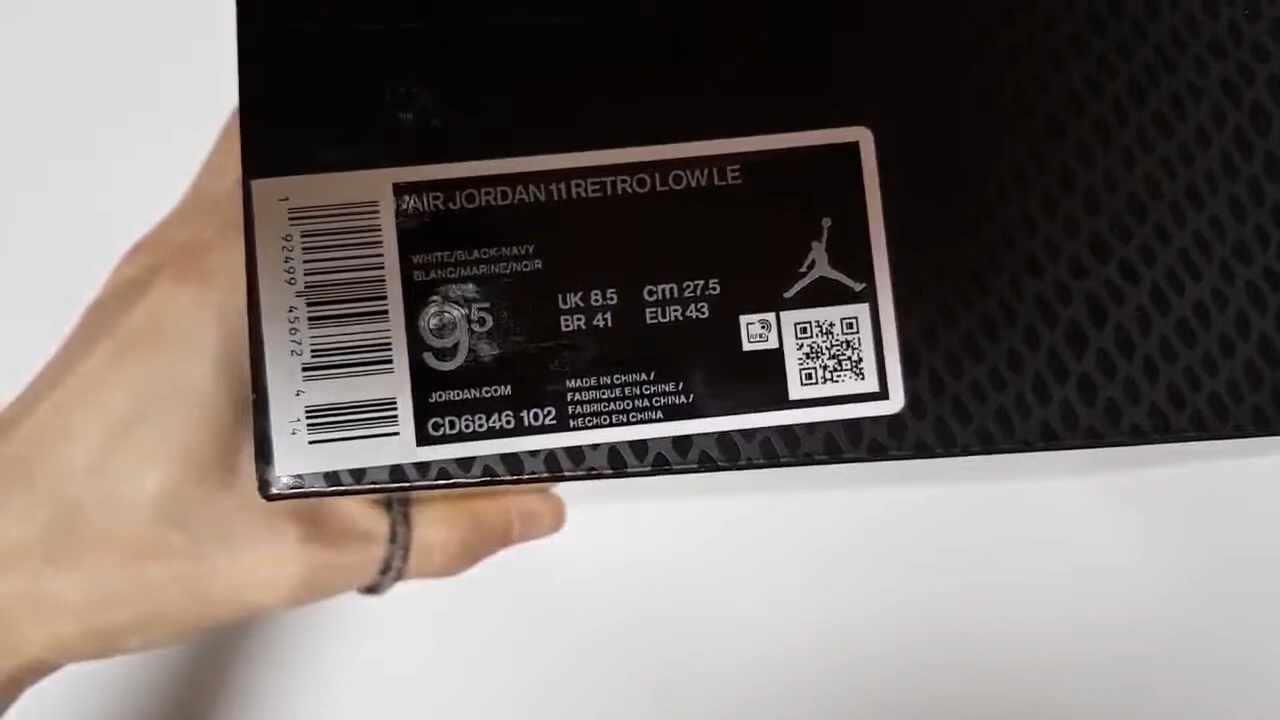 AIR JORDAN 11 RETRO LOW LE
WHITE/BLACK-NAVY
BLANC/MARINE/NOIR
95
UK 8.5 cm 27.5
BR 41 EUR 43
RFID
JORDAN.COM
CD6846 102
MADE IN CHINA /
FABRIQUE EN CHINE /
FABRICADO NA CHINA /
HECHO EN CHINA
1 92499 45672 4 14